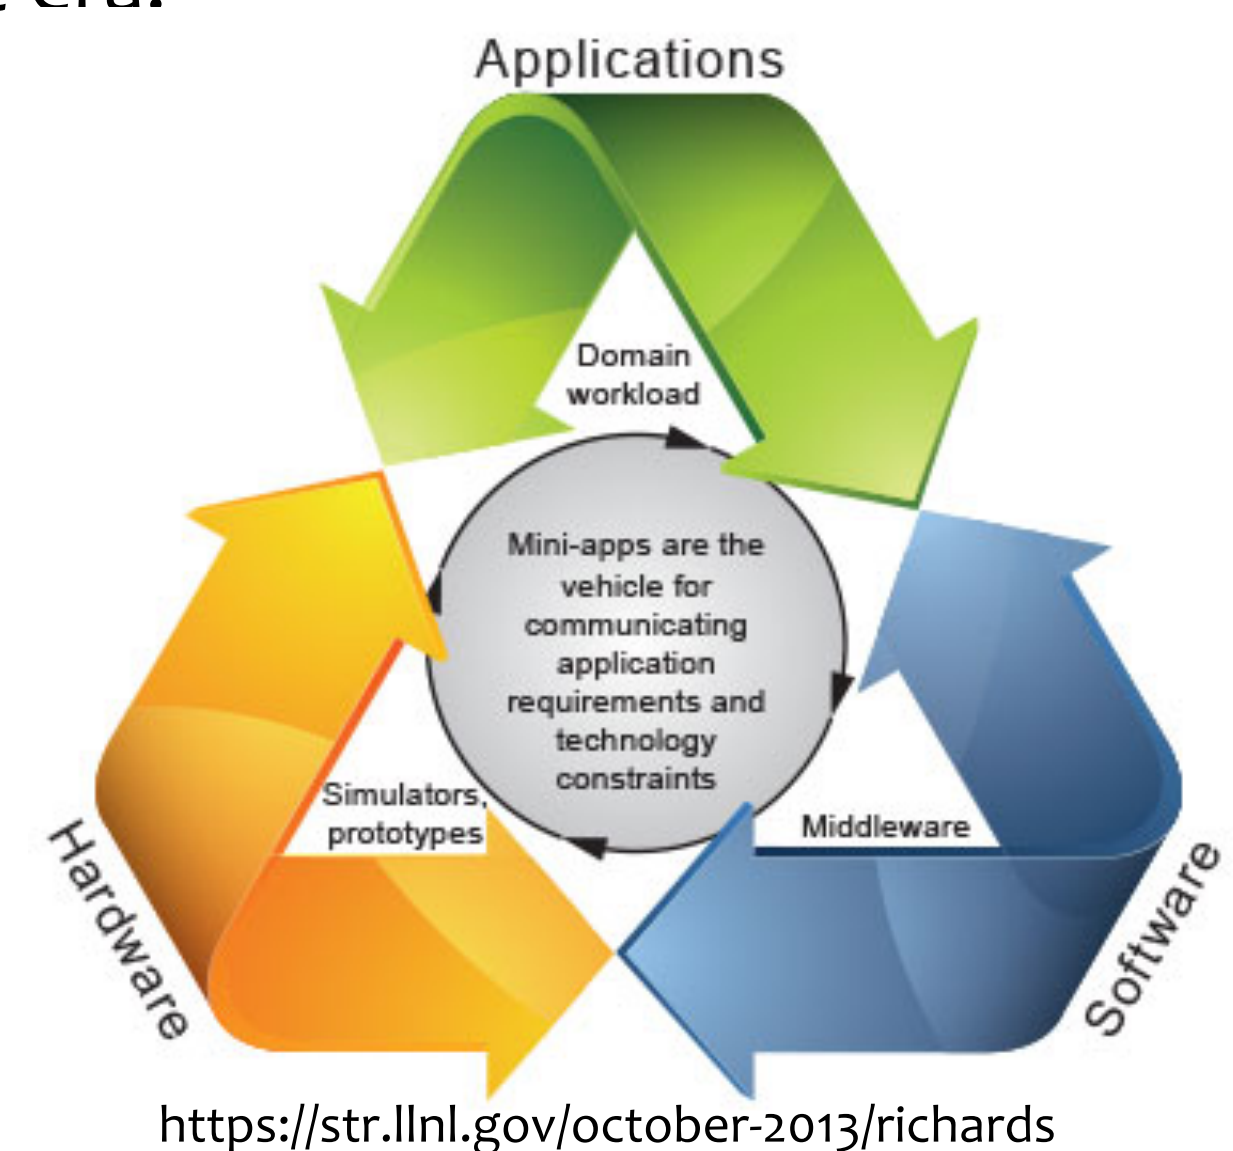 Applications
Domain
workload
Mini-apps are the
vehicle for
communicating
application
requirements and
technology
constraints
Simulators,
prototypes
Middleware
Hardware
Software
https://str.llnl.gov/october-2013/richards